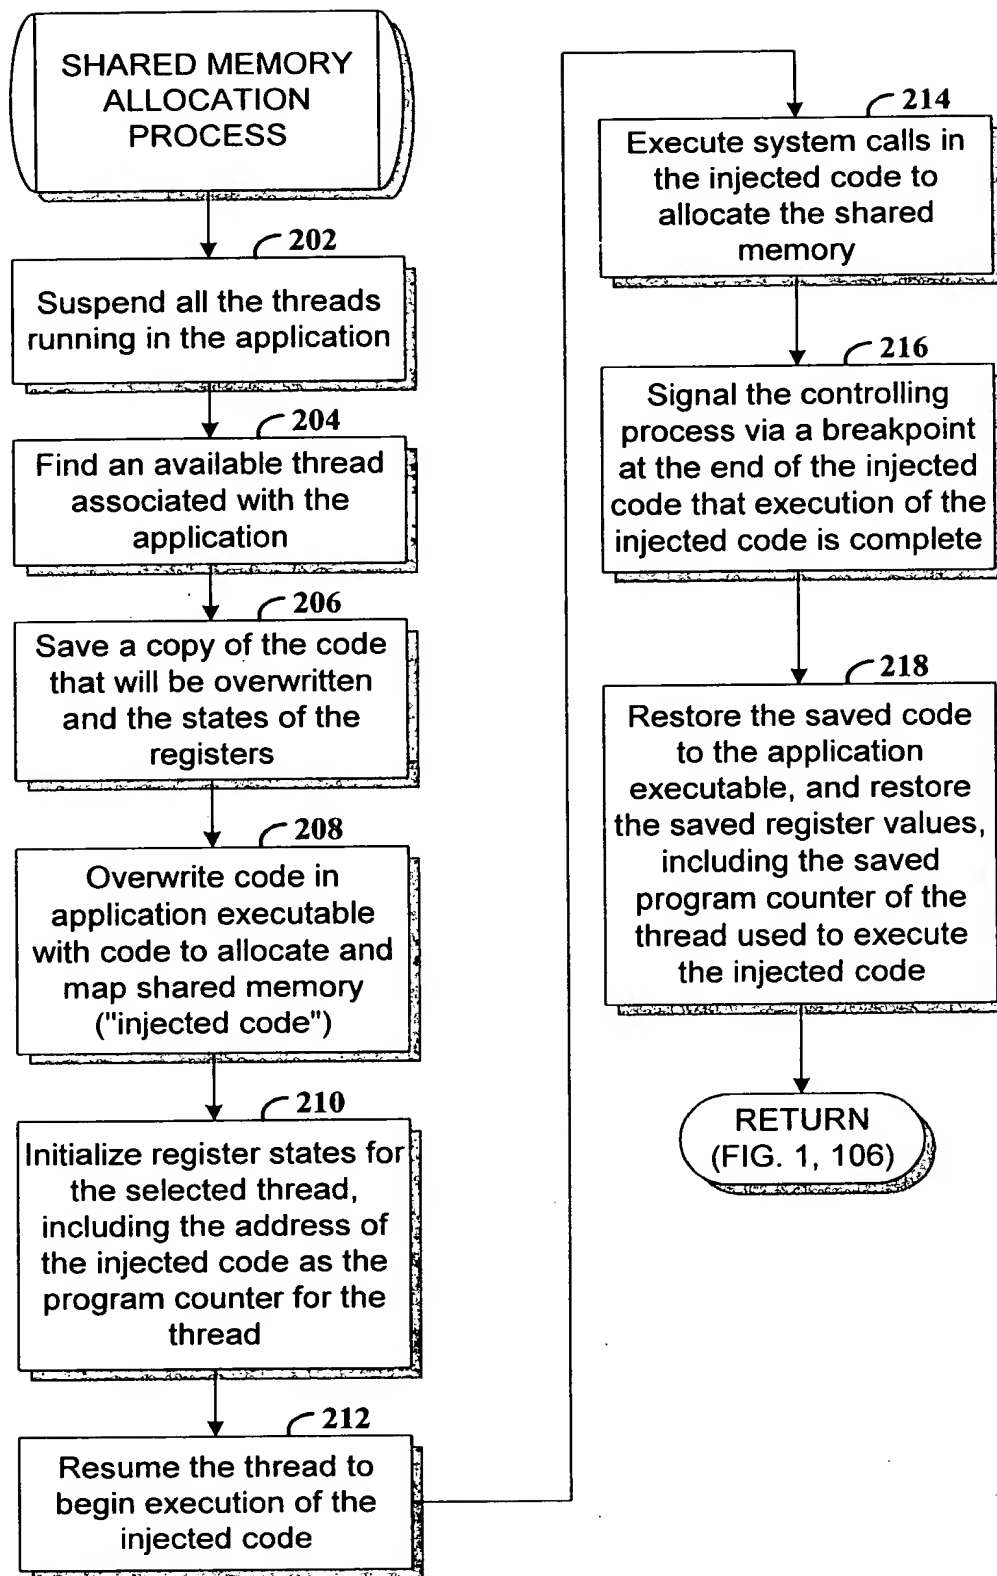 SHARED MEMORY
ALLOCATION
PROCESS
202
Suspend all the threads
running in the application
204
Find an available thread
associated with the
application
206
Save a copy of the code
that will be overwritten
and the states of the
registers
208
Overwrite code in
application executable
with code to allocate and
map shared memory
("injected code")
210
Initialize register states for
the selected thread,
including the address of
the injected code as the
program counter for the
thread
212
Resume the thread to
begin execution of the
injected code
214
Execute system calls in
the injected code to
allocate the shared
memory
216
Signal the controlling
process via a breakpoint
at the end of the injected
code that execution of the
injected code is complete
218
Restore the saved code
to the application
executable, and restore
the saved register values,
including the saved
program counter of the
thread used to execute
the injected code
RETURN
(FIG. 1, 106)